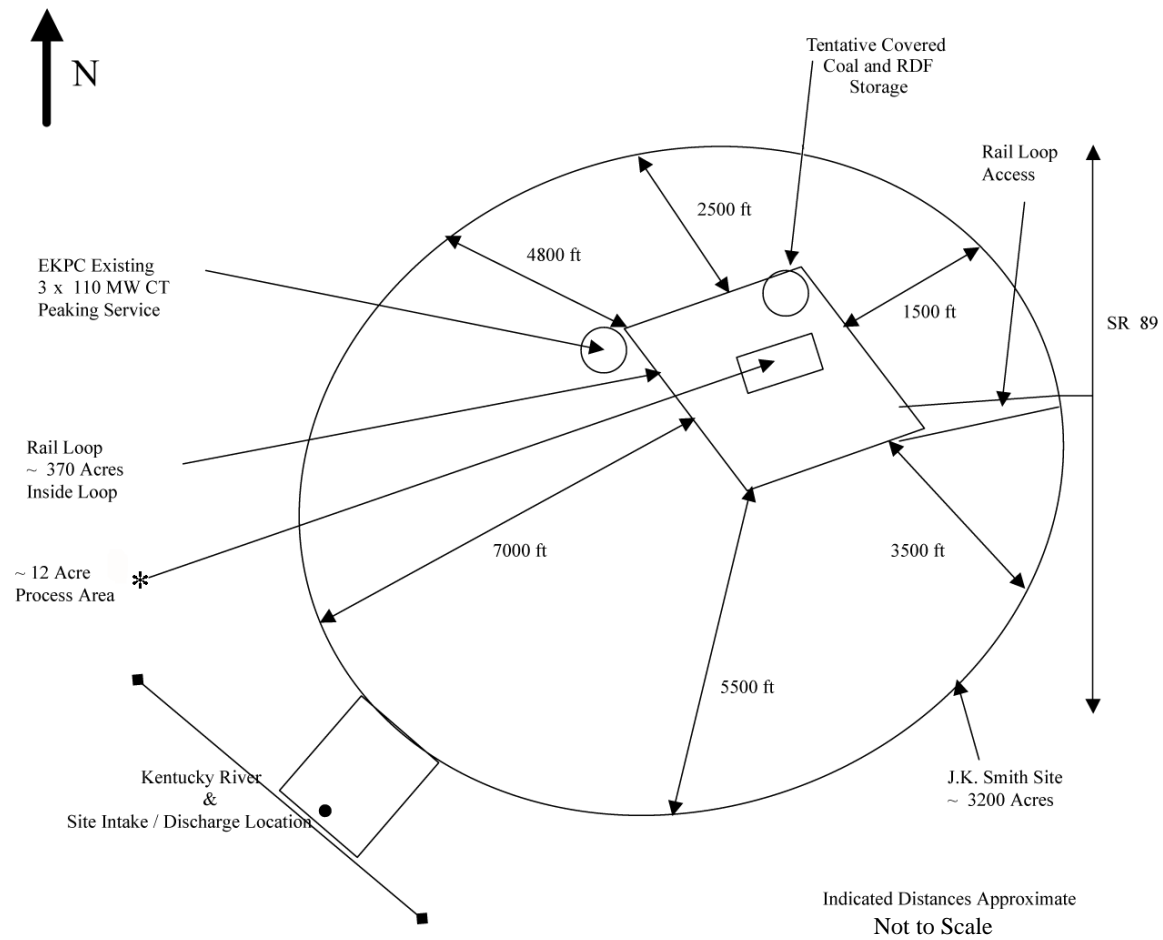 N
Tentative Covered
Coal and RDF
Storage
Rail Loop
Access
2500 ft
4800 ft
EKPC Existing
3 x 110 MW CT
Peaking Service
1500 ft
SR 89
Rail Loop
~ 370 Acres
Inside Loop
7000 ft
3500 ft
~ 12 Acre
Process Area
*
5500 ft
Kentucky River
&
Site Intake / Discharge Location
J.K. Smith Site
~ 3200 Acres
Indicated Distances Approximate
Not to Scale